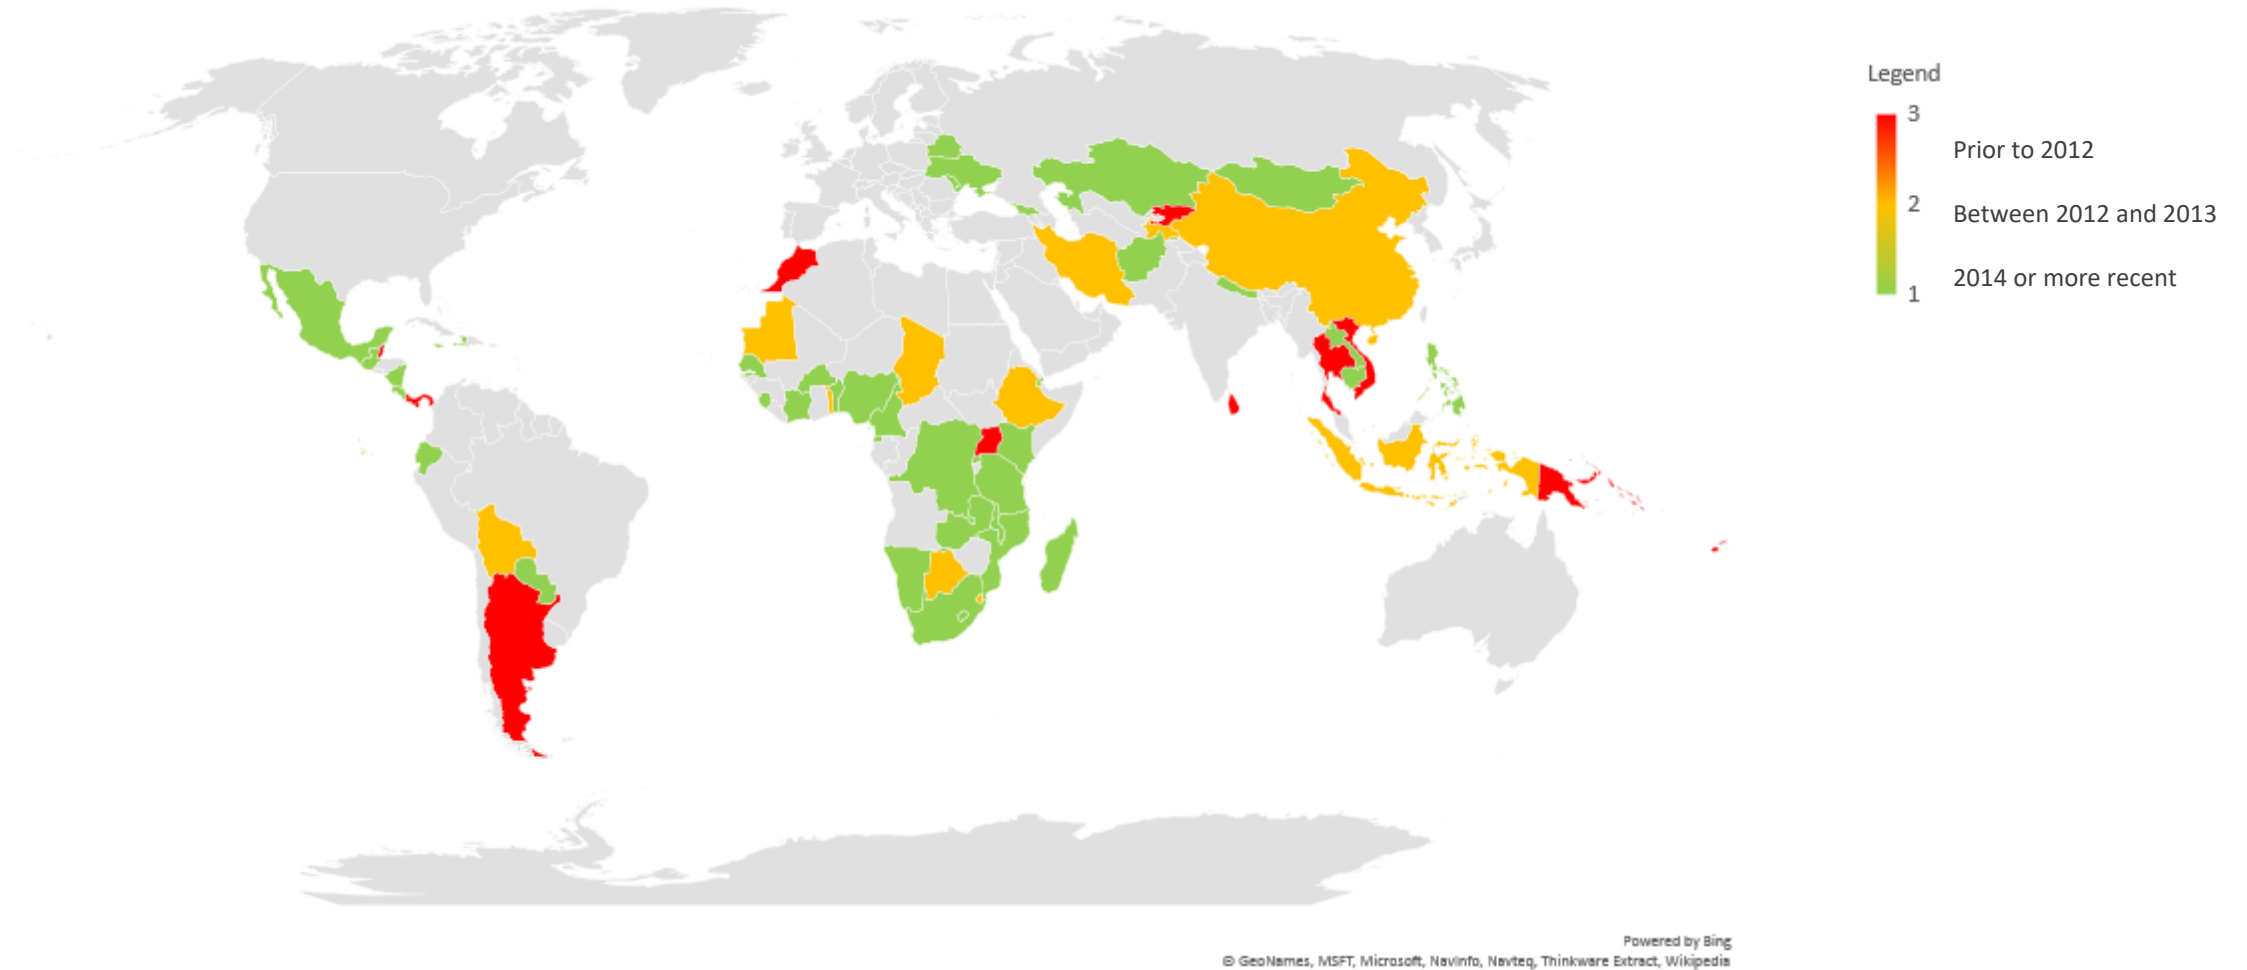 Legend
3
Prior to 2012
2
Between 2012 and 2013
2014 or more recent
1
Powered by Bing
© GeoNames, MSFT, Microsoft, NavInfo, Navteq, Thinkware Extract, Wikipedia